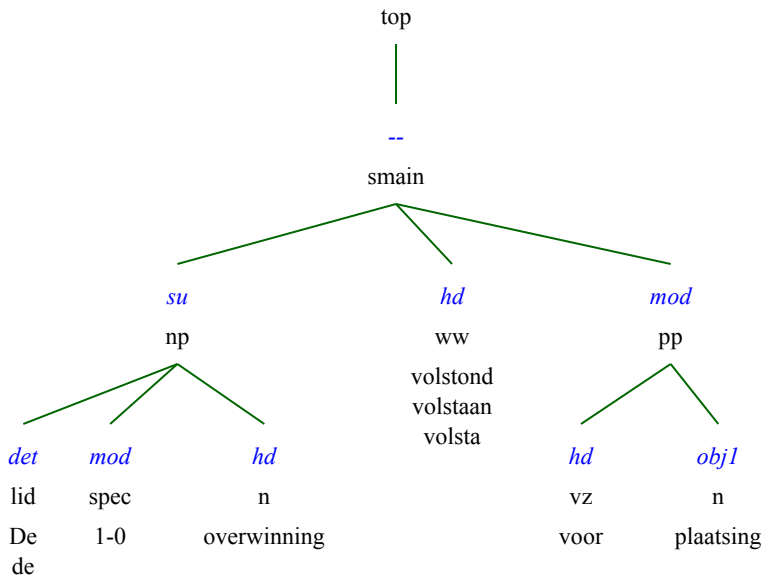 top
--
smain
su hd mod
np ww pp
volstond
volstaan
volsta
det mod hd hd obj1
lid spec n vz n
De 1-0 overwinning voor plaatsing
de